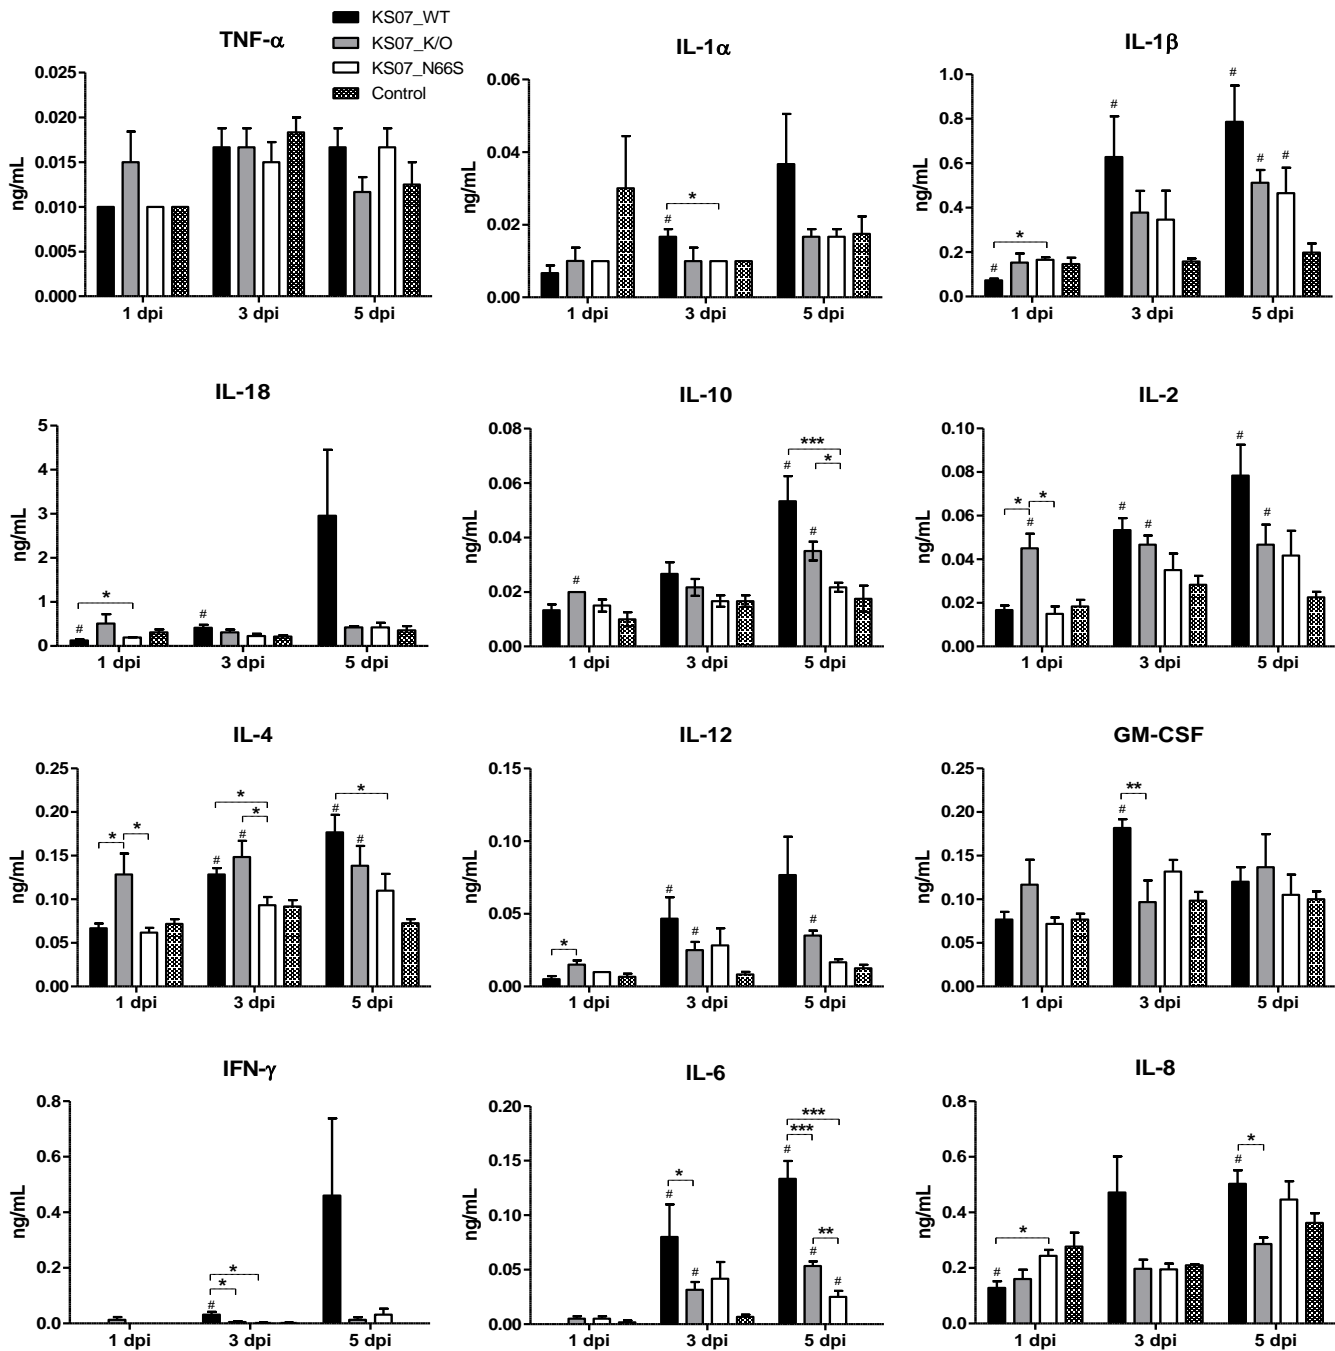 KS07_WT
KS07_K/O
KS07_N66S
Control
TNF-α
ng/mL
0.025
0.020
0.015
0.010
0.005
0.000
1 dpi 3 dpi 5 dpi
IL-1α
ng/mL
0.06
0.04
0.02
0.00
# *
1 dpi 3 dpi 5 dpi
IL-1β
ng/mL
1.0
0.8
0.6
0.4
0.2
0.0
# * # # # #
1 dpi 3 dpi 5 dpi
IL-18
ng/mL
5
4
3
2
1
0
# * #
1 dpi 3 dpi 5 dpi
IL-10
ng/mL
0.08
0.06
0.04
0.02
0.00
# *** * # #
1 dpi 3 dpi 5 dpi
IL-2
ng/mL
0.10
0.08
0.06
0.04
0.02
0.00
* * # # # # #
1 dpi 3 dpi 5 dpi
IL-4
ng/mL
0.25
0.20
0.15
0.10
0.05
0.00
* # * * * # # * # #
1 dpi 3 dpi 5 dpi
IL-12
ng/mL
0.15
0.10
0.05
0.00
* # # #
1 dpi 3 dpi 5 dpi
GM-CSF
ng/mL
0.25
0.20
0.15
0.10
0.05
0.00
** #
1 dpi 3 dpi 5 dpi
IFN-γ
ng/mL
0.8
0.6
0.4
0.2
0.0
* * #
1 dpi 3 dpi 5 dpi
IL-6
ng/mL
0.20
0.15
0.10
0.05
0.00
* # # *** *** # ** # #
1 dpi 3 dpi 5 dpi
IL-8
ng/mL
0.8
0.6
0.4
0.2
0.0
# * * #
1 dpi 3 dpi 5 dpi